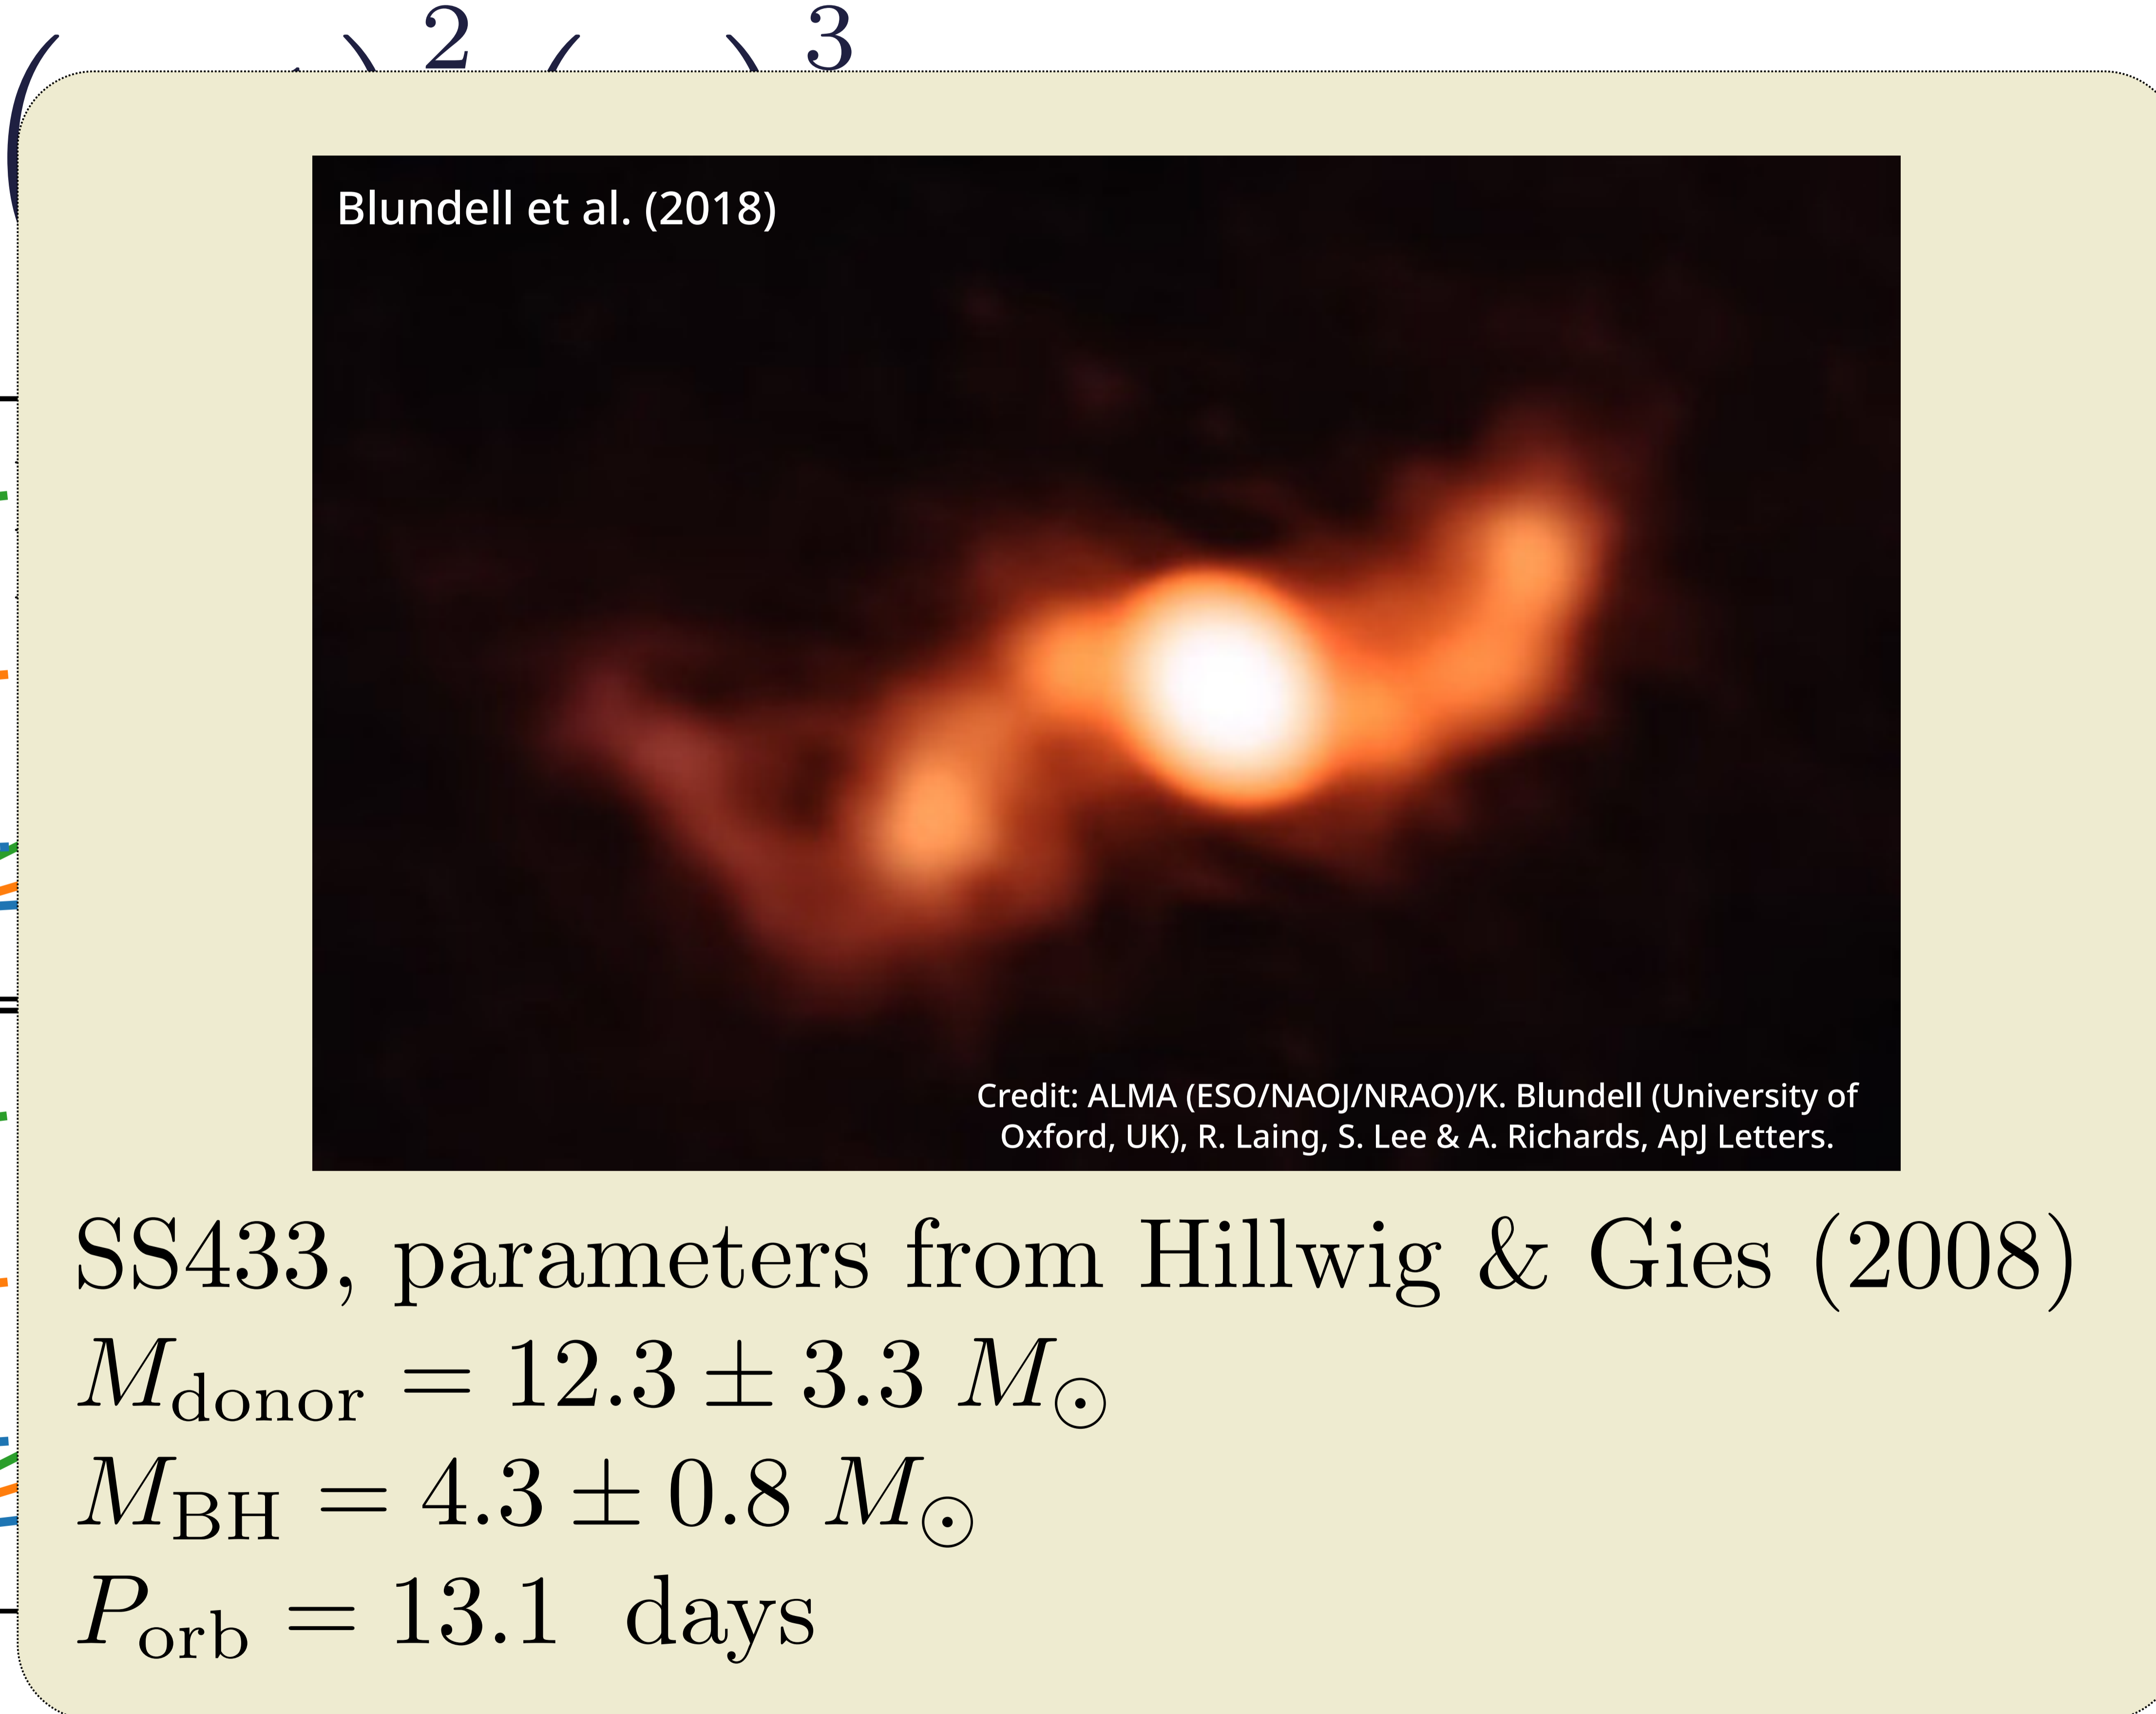 2 3
Blundell et al. (2018)
Credit: ALMA (ESO/NAOJ/NRAO)/K. Blundell (University of
Oxford, UK), R. Laing, S. Lee & A. Richards, ApJ Letters.
SS433, parameters from Hillwig & Gies (2008)
M_donor = 12.3 ± 3.3 M_⊙
M_BH = 4.3 ± 0.8 M_⊙
P_orb = 13.1 days